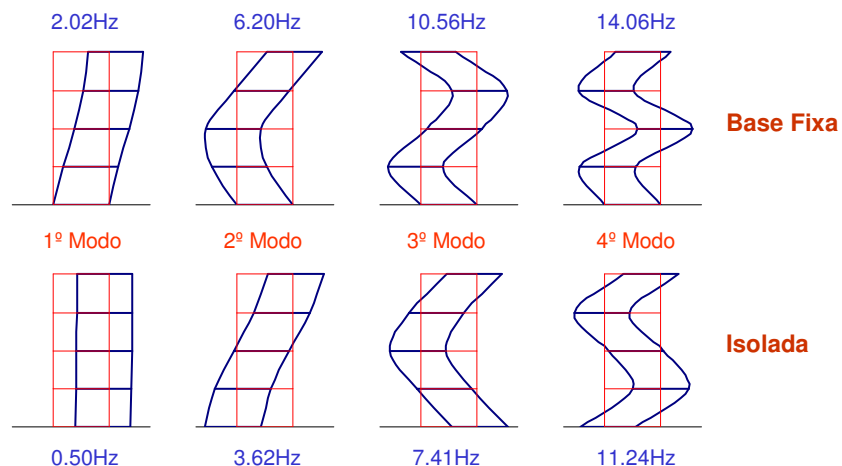 2.02Hz 6.20Hz 10.56Hz 14.06Hz
Base Fixa
1º Modo 2º Modo 3º Modo 4º Modo
Isolada
0.50Hz 3.62Hz 7.41Hz 11.24Hz